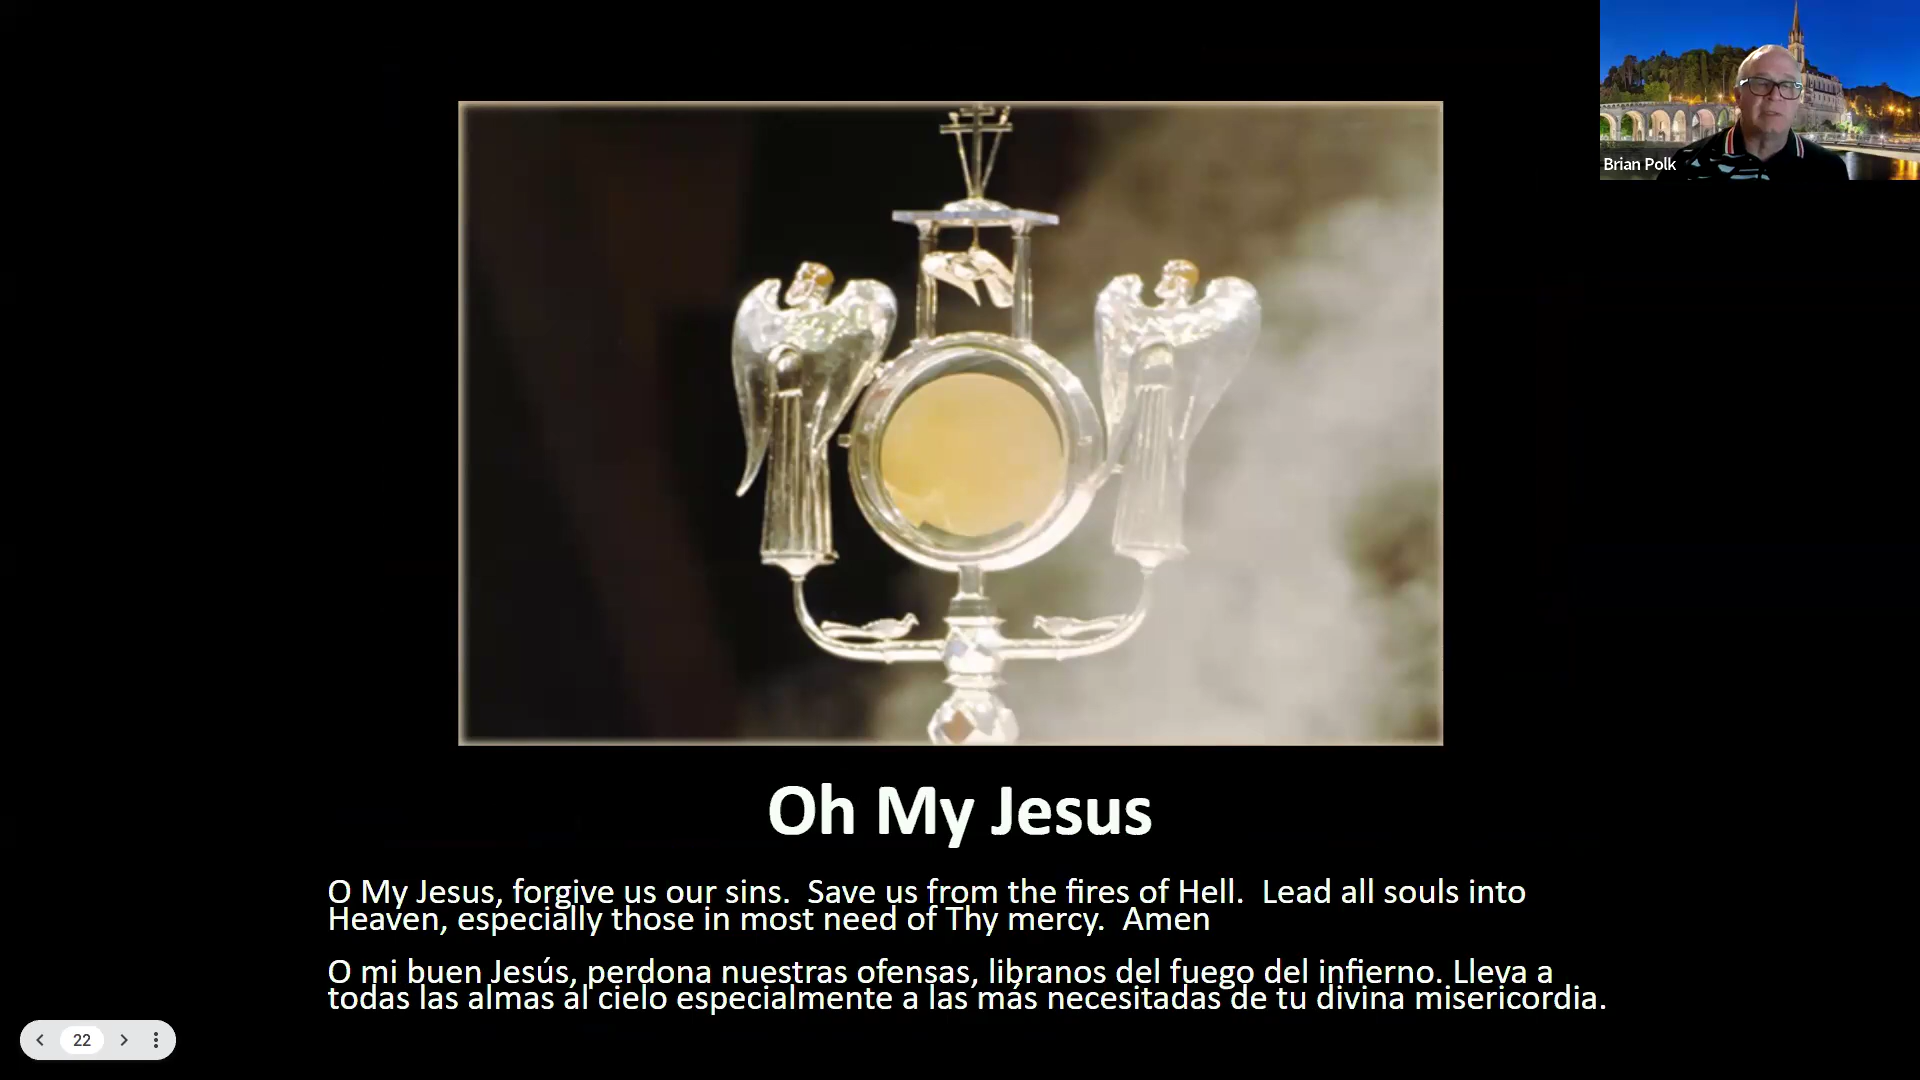 Brian Polk
Oh My Jesus
O My Jesus, forgive us our sins.  Save us from the fires of Hell.  Lead all souls into
Heaven, especially those in most need of Thy mercy.  Amen
O mi buen Jesús, perdona nuestras ofensas, libranos del fuego del infierno. Lleva a
todas las almas al cielo especialmente a las más necesitadas de tu divina misericordia.
22